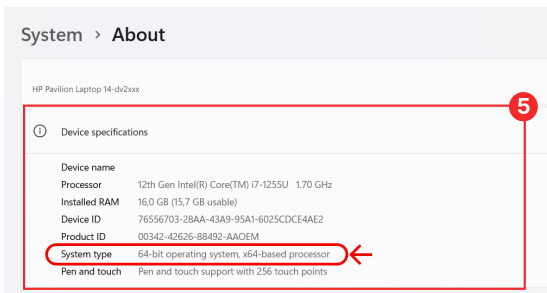 System > About
HP Pavilion Laptop 14-dv2xxx
5
Device specifications
Device name
Processor 12th Gen Intel(R) Core(TM) i7-1255U 1.70 GHz
Installed RAM 16,0 GB (15,7 GB usable)
Device ID 76556703-28AA-43A9-95A1-6025CDCE4AE2
Product ID 00342-42626-88492-AAOEM
System type 64-bit operating system, x64-based processor
Pen and touch Pen and touch support with 256 touch points